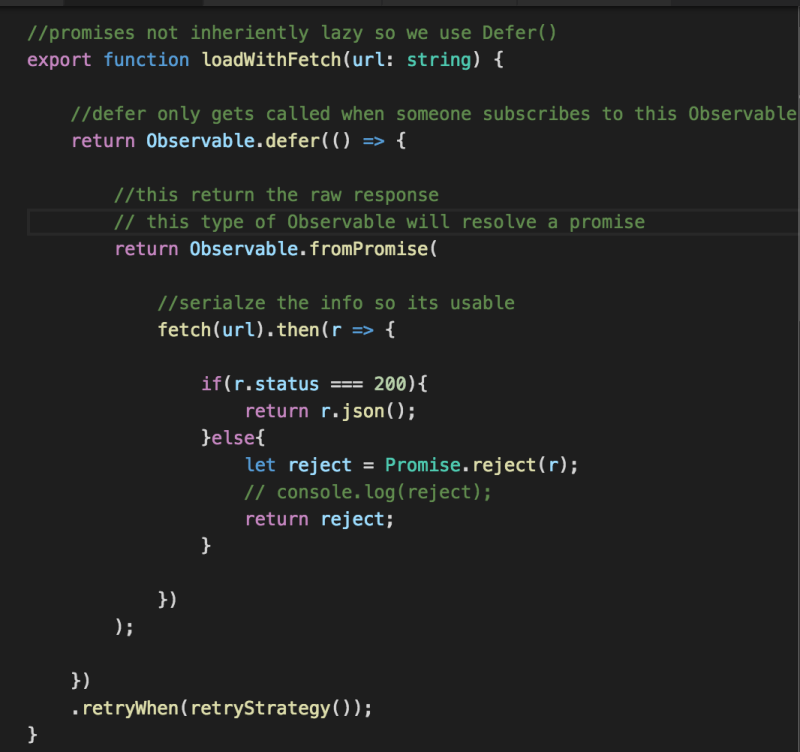 //promises not inheriently lazy so we use Defer()
export function loadWithFetch(url: string) {
//defer only gets called when someone subscribes to this Observable
return Observable.defer(() => {
//this return the raw response
// this type of Observable will resolve a promise
return Observable.fromPromise(
//serialze the info so its usable
fetch(url).then(r => {
if(r.status === 200){
return r.json();
}else{
let reject = Promise.reject(r);
// console.log(reject);
return reject;
}
})
);
})
.retryWhen(retryStrategy());
}